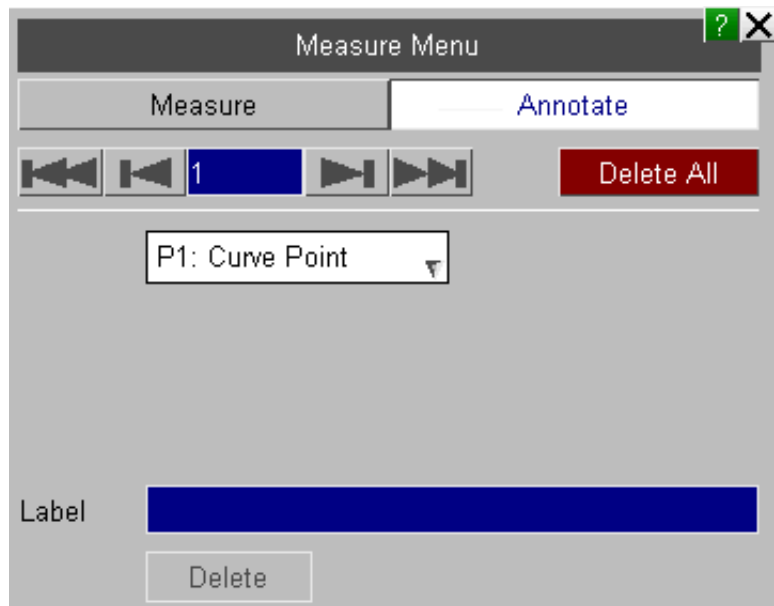 Measure Menu
?
Measure Annotate
1 Delete All
P1: Curve Point
Label
Delete